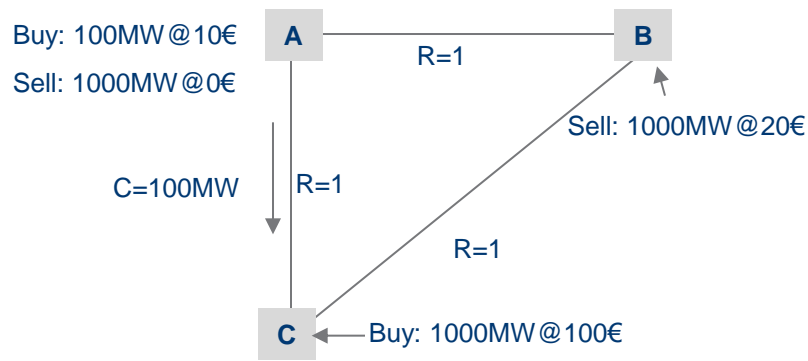 Buy: 100MW@10€
A
B
R=1
Sell: 1000MW@0€
Sell: 1000MW@20€
C=100MW
R=1
R=1
C
Buy: 1000MW@100€